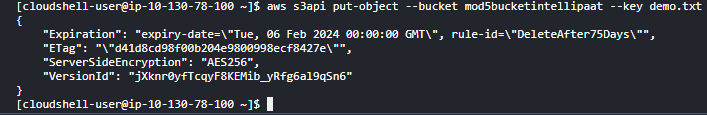 [cloudshell-user@ip-10-130-78-100 ~]$ aws s3api put-object --bucket mod5bucketintellipaat --key demo.txt
{
    "Expiration": "expiry-date=\"Tue, 06 Feb 2024 00:00:00 GMT\", rule-id=\"DeleteAfter75Days\"",
    "ETag": "\"d41d8cd98f00b204e9800998ecf8427e\"",
    "ServerSideEncryption": "AES256",
    "VersionId": "jXknr0yfTcqyF8KEMib_yRfg6al9qSn6"
}
[cloudshell-user@ip-10-130-78-100 ~]$